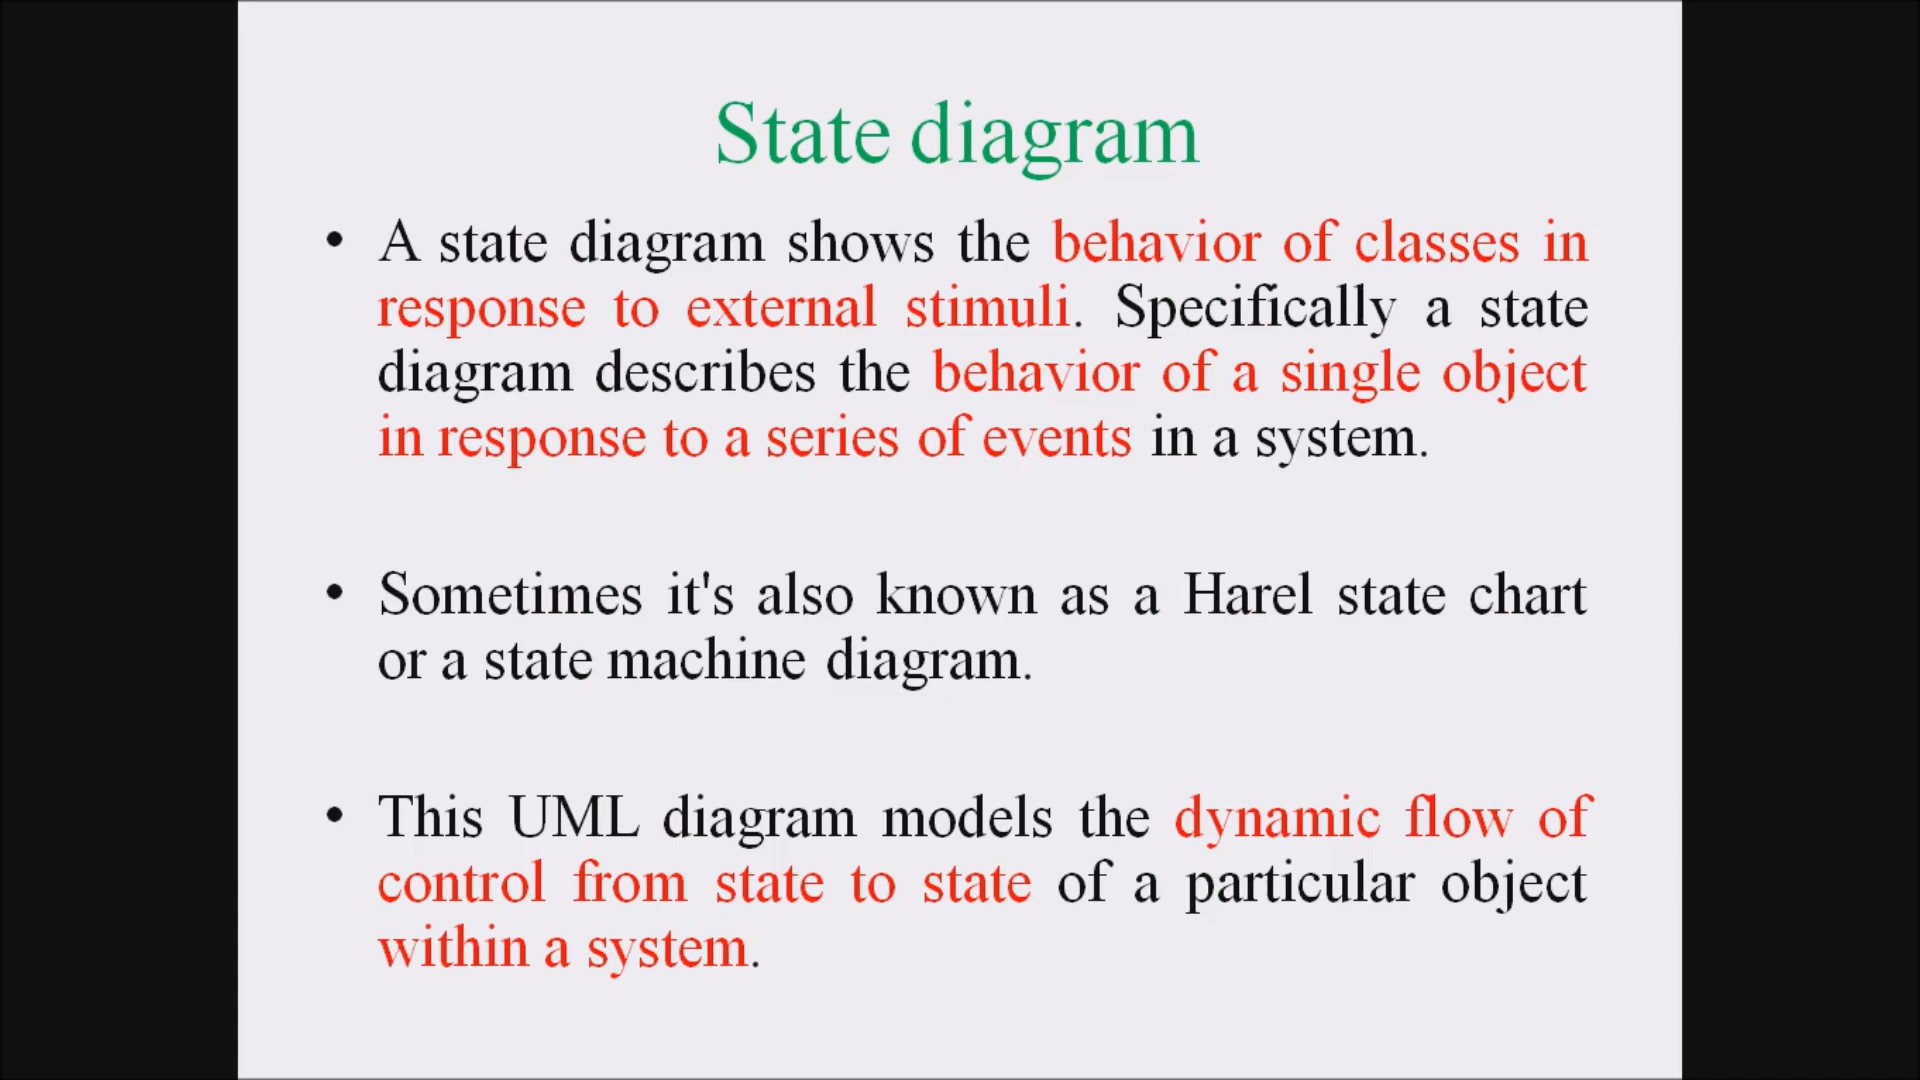 State diagram
• A state diagram shows the behavior of classes in
response to external stimuli. Specifically a state
diagram describes the behavior of a single object
in response to a series of events in a system.
• Sometimes it's also known as a Harel state chart
or a state machine diagram.
• This UML diagram models the dynamic flow of
control from state to state of a particular object
within a system.